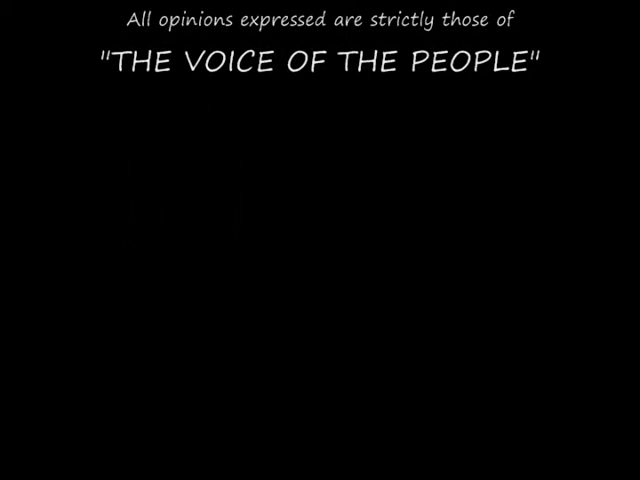 All opinions expressed are strictly those of
"THE VOICE OF THE PEOPLE"